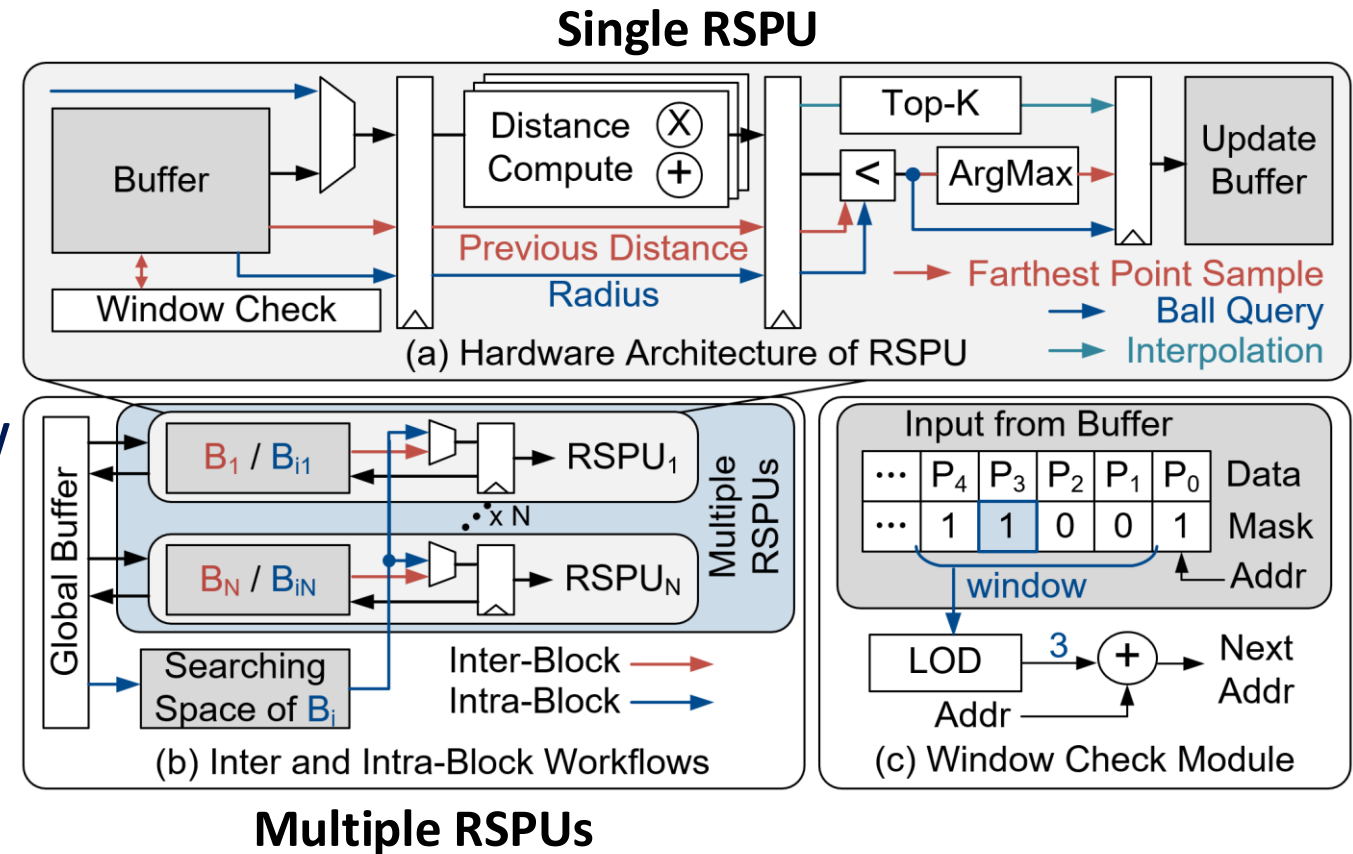 Single RSPU
Buffer
Window Check
Distance
Compute
X
+
Previous Distance
Radius
Top-K
<
ArgMax
Update
Buffer
Farthest Point Sample
Ball Query
Interpolation
(a) Hardware Architecture of RSPU
Global Buffer
B₁ / Bᵢ₁
RSPU₁
x N
B_N / B_iN
RSPU_N
Multiple
RSPUs
Searching
Space of Bᵢ
Inter-Block
Intra-Block
(b) Inter and Intra-Block Workflows
Input from Buffer
... P₄ P₃ P₂ P₁ P₀ Data
... 1 1 0 0 1 Mask
window
Addr
LOD
3
+
Next
Addr
Addr
(c) Window Check Module
Multiple RSPUs